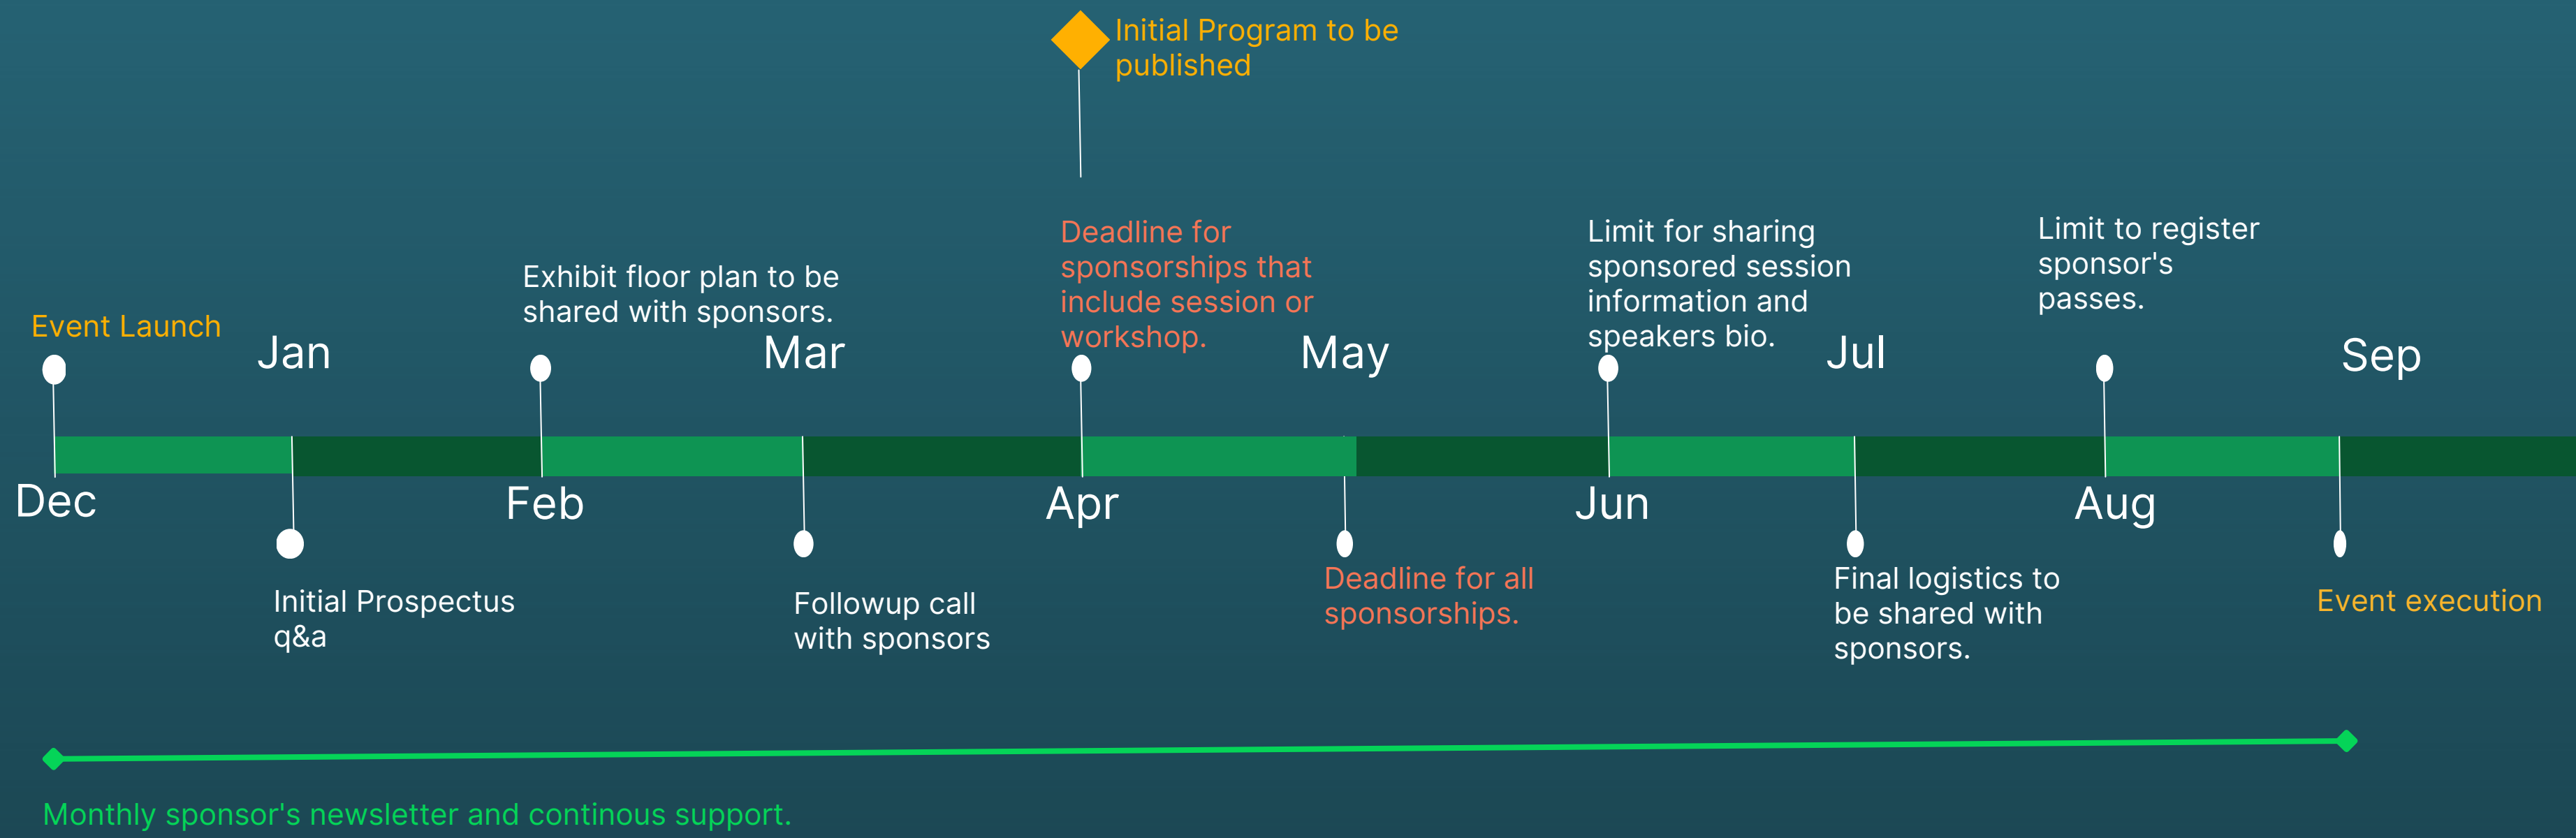 Initial Program to be
published
Event Launch
Jan
Exhibit floor plan to be
shared with sponsors.
Mar
Deadline for
sponsorships that
include session or
workshop.
May
Limit for sharing
sponsored session
information and
speakers bio.
Jul
Limit to register
sponsor's
passes.
Sep
Dec
Feb
Apr
Jun
Aug
Initial Prospectus
q&a
Followup call
with sponsors
Deadline for all
sponsorships.
Final logistics to
be shared with
sponsors.
Event execution
Monthly sponsor's newsletter and continous support.